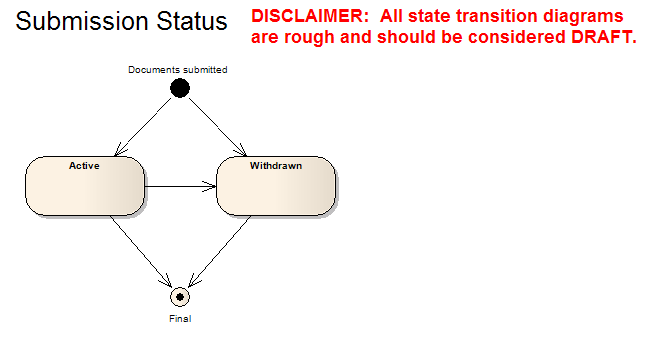 Submission Status
DISCLAIMER:  All state transition diagrams
are rough and should be considered DRAFT.
Documents submitted
Active
Withdrawn
Final